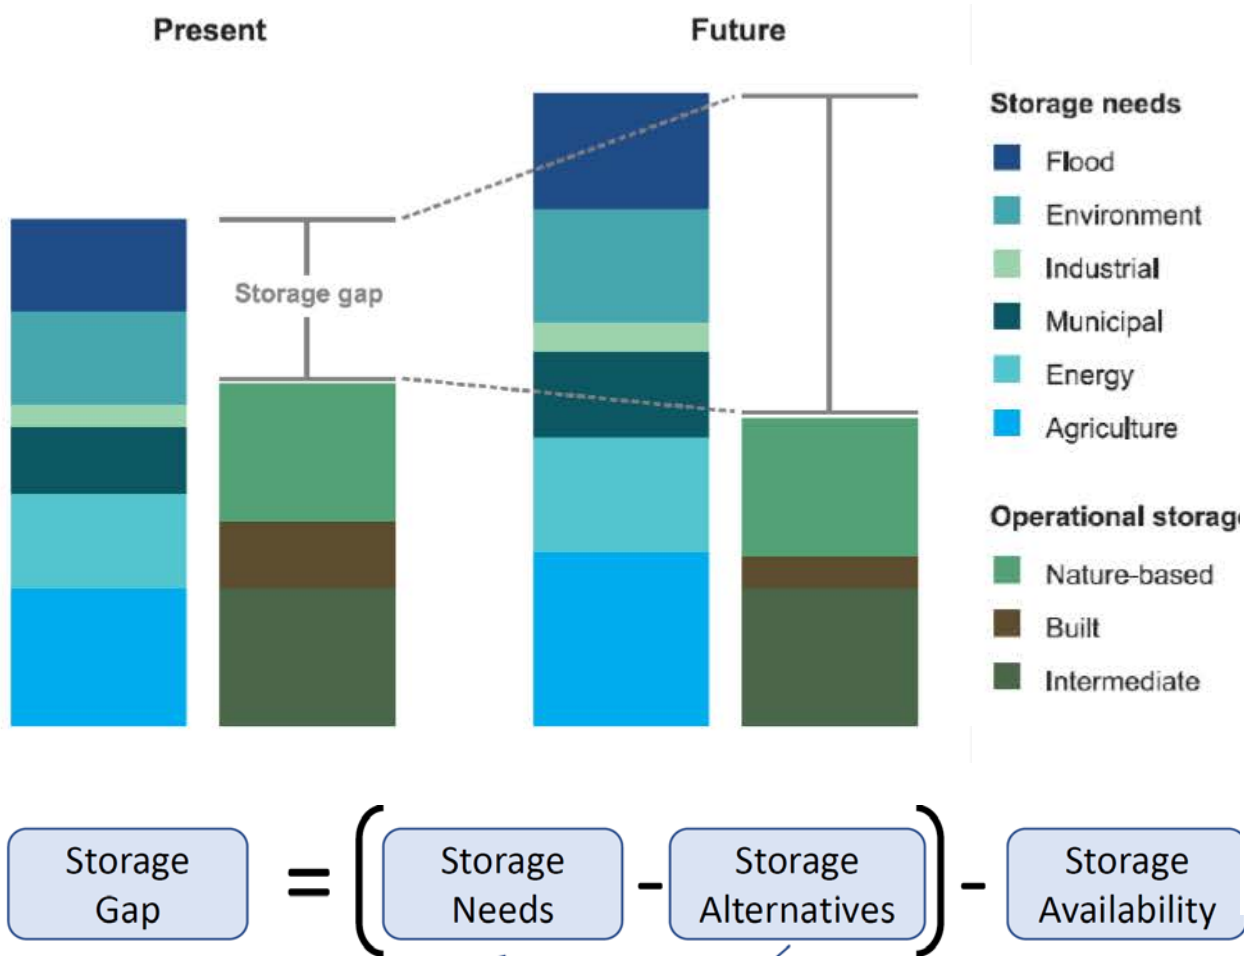 Present
Future
Storage needs
Flood
Environment
Industrial
Municipal
Energy
Agriculture
Storage gap
Operational storage
Nature-based
Built
Intermediate
Storage
Gap
=
(
Storage
Needs
-
Storage
Alternatives
)
-
Storage
Availability